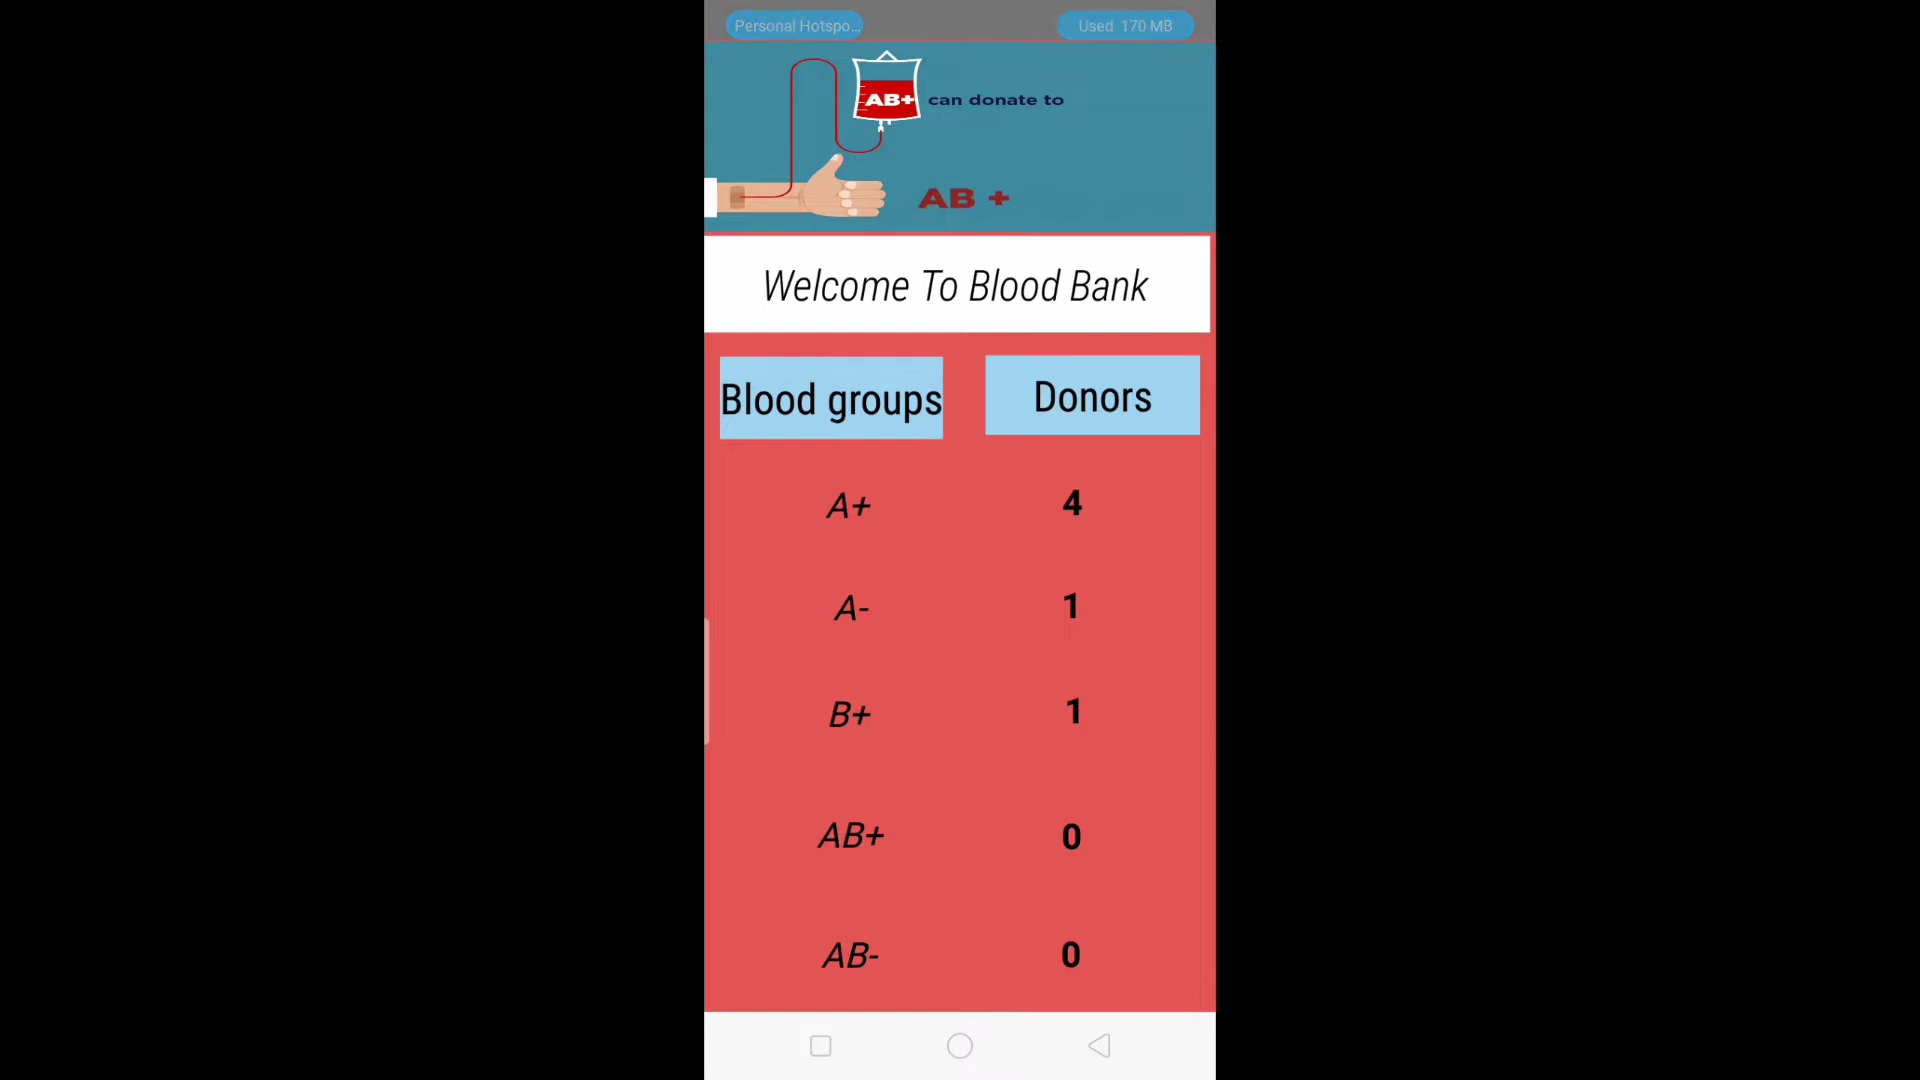 Personal Hotspo...
Used 170 MB
AB+ can donate to
AB +
Welcome To Blood Bank
Blood groups Donors
A+ 4
A- 1
B+ 1
AB+ 0
AB- 0